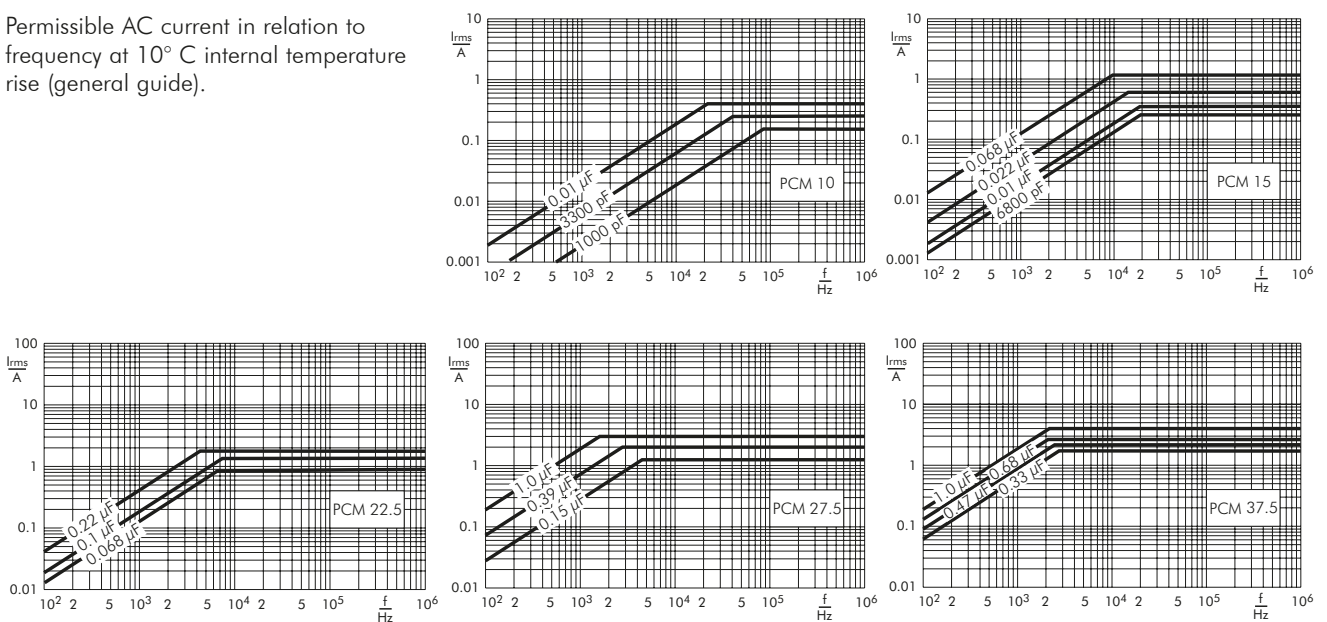 Permissible AC current in relation to
frequency at 10° C internal temperature
rise (general guide).
Irms
A
10
1
0.1
0.01
0.001
0.01 µF
3300 pF
1000 pF
PCM 10
10² 2 5 10³ 2 5 10⁴ 2 5 10⁵ f 10⁶
Hz
Irms
A
10
1
0.1
0.01
0.001
0.068 µF
0.022 µF
0.01 µF
6800 pF
PCM 15
10² 2 5 10³ 2 5 10⁴ 2 5 10⁵ f 10⁶
Hz
Irms
A
100
10
1
0.1
0.01
0.22 µF
0.1 µF
0.068 µF
PCM 22.5
10² 2 5 10³ 2 5 10⁴ 2 5 10⁵ f 10⁶
Hz
Irms
A
100
10
1
0.1
0.01
1.0 µF
0.39 µF
0.15 µF
PCM 27.5
10² 2 5 10³ 2 5 10⁴ 2 5 10⁵ f 10⁶
Hz
Irms
A
100
10
1
0.1
0.01
1.0 µF
0.68 µF
0.47 µF
0.33 µF
PCM 37.5
10² 2 5 10³ 2 5 10⁴ 2 5 10⁵ f 10⁶
Hz